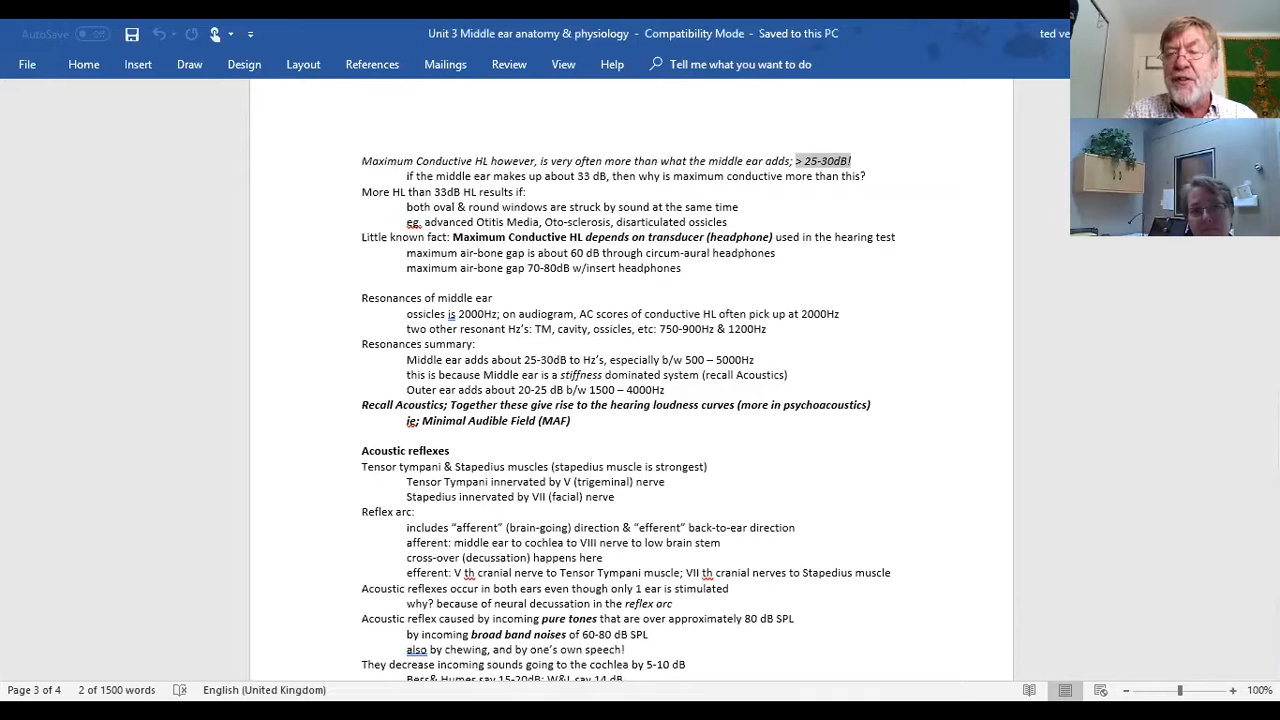 AutoSave Off
Unit 3 Middle ear anatomy & physiology - Compatibility Mode - Saved to this PC
ted ve
File Home Insert Draw Design Layout References Mailings Review View Help Tell me what you want to do
Maximum Conductive HL however, is very often more than what the middle ear adds; > 25-30dB!
if the middle ear makes up about 33 dB, then why is maximum conductive more than this?
More HL than 33dB HL results if:
both oval & round windows are struck by sound at the same time
eg. advanced Otitis Media, Oto-sclerosis, disarticulated ossicles
Little known fact: Maximum Conductive HL depends on transducer (headphone) used in the hearing test
maximum air-bone gap is about 60 dB through circum-aural headphones
maximum air-bone gap 70-80dB w/insert headphones
Resonances of middle ear
ossicles is 2000Hz; on audiogram, AC scores of conductive HL often pick up at 2000Hz
two other resonant Hz's: TM, cavity, ossicles, etc: 750-900Hz & 1200Hz
Resonances summary:
Middle ear adds about 25-30dB to Hz's, especially b/w 500 – 5000Hz
this is because Middle ear is a stiffness dominated system (recall Acoustics)
Outer ear adds about 20-25 dB b/w 1500 – 4000Hz
Recall Acoustics; Together these give rise to the hearing loudness curves (more in psychoacoustics)
ie; Minimal Audible Field (MAF)
Acoustic reflexes
Tensor tympani & Stapedius muscles (stapedius muscle is strongest)
Tensor Tympani innervated by V (trigeminal) nerve
Stapedius innervated by VII (facial) nerve
Reflex arc:
includes “afferent” (brain-going) direction & “efferent” back-to-ear direction
afferent: middle ear to cochlea to VIII nerve to low brain stem
cross-over (decussation) happens here
efferent: V th cranial nerve to Tensor Tympani muscle; VII th cranial nerves to Stapedius muscle
Acoustic reflexes occur in both ears even though only 1 ear is stimulated
why? because of neural decussation in the reflex arc
Acoustic reflex caused by incoming pure tones that are over approximately 80 dB SPL
by incoming broad band noises of 60-80 dB SPL
also by chewing, and by one's own speech!
They decrease incoming sounds going to the cochlea by 5-10 dB
Bess& Humes say 15-20dB; W&L say 14 dB
Page 3 of 4 2 of 1500 words English (United Kingdom) 100%